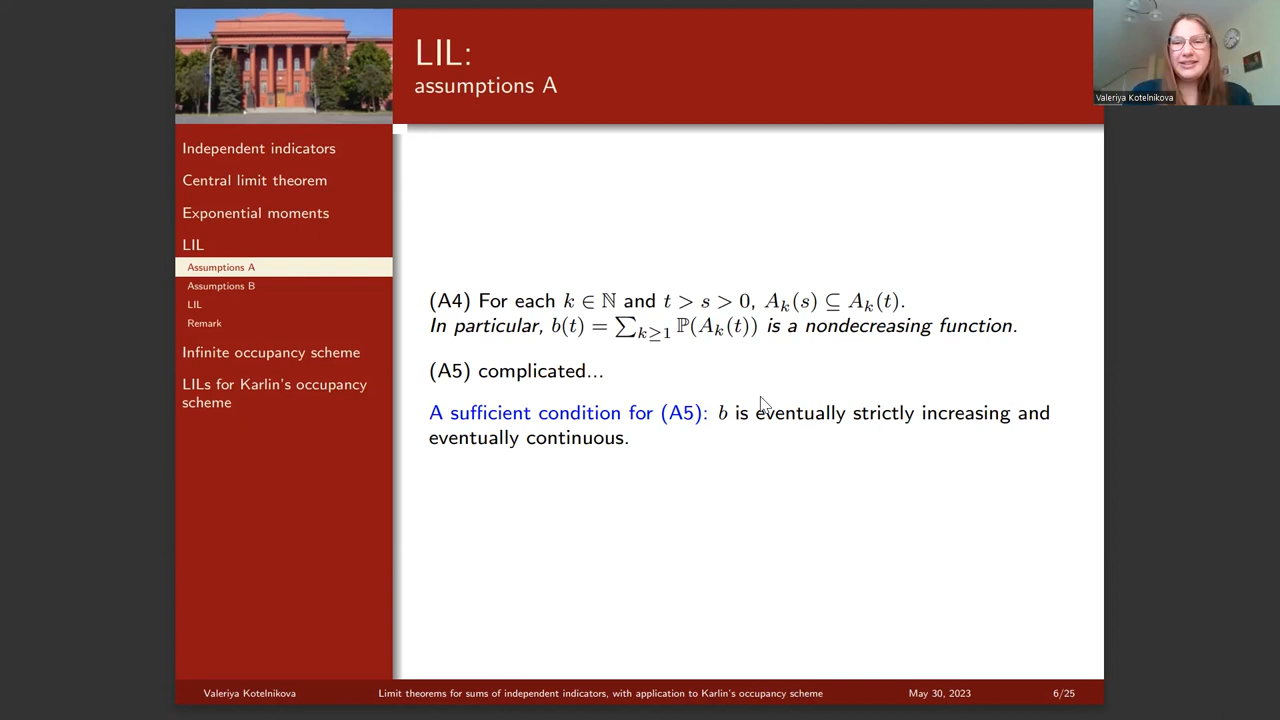 LIL:
assumptions A
Valeriya Kotelnikova
Independent indicators
Central limit theorem
Exponential moments
LIL
Assumptions A
Assumptions B
LIL
Remark
Infinite occupancy scheme
LILs for Karlin's occupancy
scheme
(A4) For each k ∈ ℕ and t > s > 0, A_k(s) ⊆ A_k(t).
In particular, b(t) = ∑_{k≥1} ℙ(A_k(t)) is a nondecreasing function.
(A5) complicated...
A sufficient condition for (A5): b is eventually strictly increasing and
eventually continuous.
Valeriya Kotelnikova
Limit theorems for sums of independent indicators, with application to Karlin's occupancy scheme
May 30, 2023
6/25